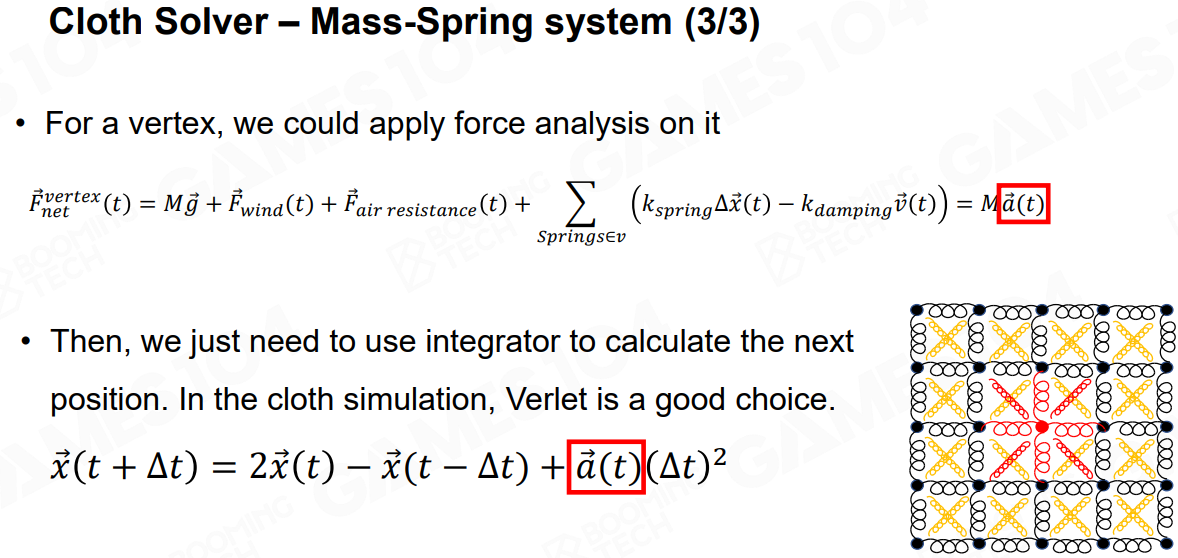 Cloth Solver – Mass-Spring system (3/3)
• For a vertex, we could apply force analysis on it
$\vec{F}_{net}^{vertex}(t) = M\vec{g} + \vec{F}_{wind}(t) + \vec{F}_{air\ resistance}(t) + \sum_{Springs \in v} \left( k_{spring}\Delta\vec{x}(t) - k_{damping}\vec{v}(t) \right) = M\vec{a}(t)$
• Then, we just need to use integrator to calculate the next
position. In the cloth simulation, Verlet is a good choice.
$\vec{x}(t + \Delta t) = 2\vec{x}(t) - \vec{x}(t - \Delta t) + \vec{a}(t)(\Delta t)^2$
GAMES104
BOOMING
TECH